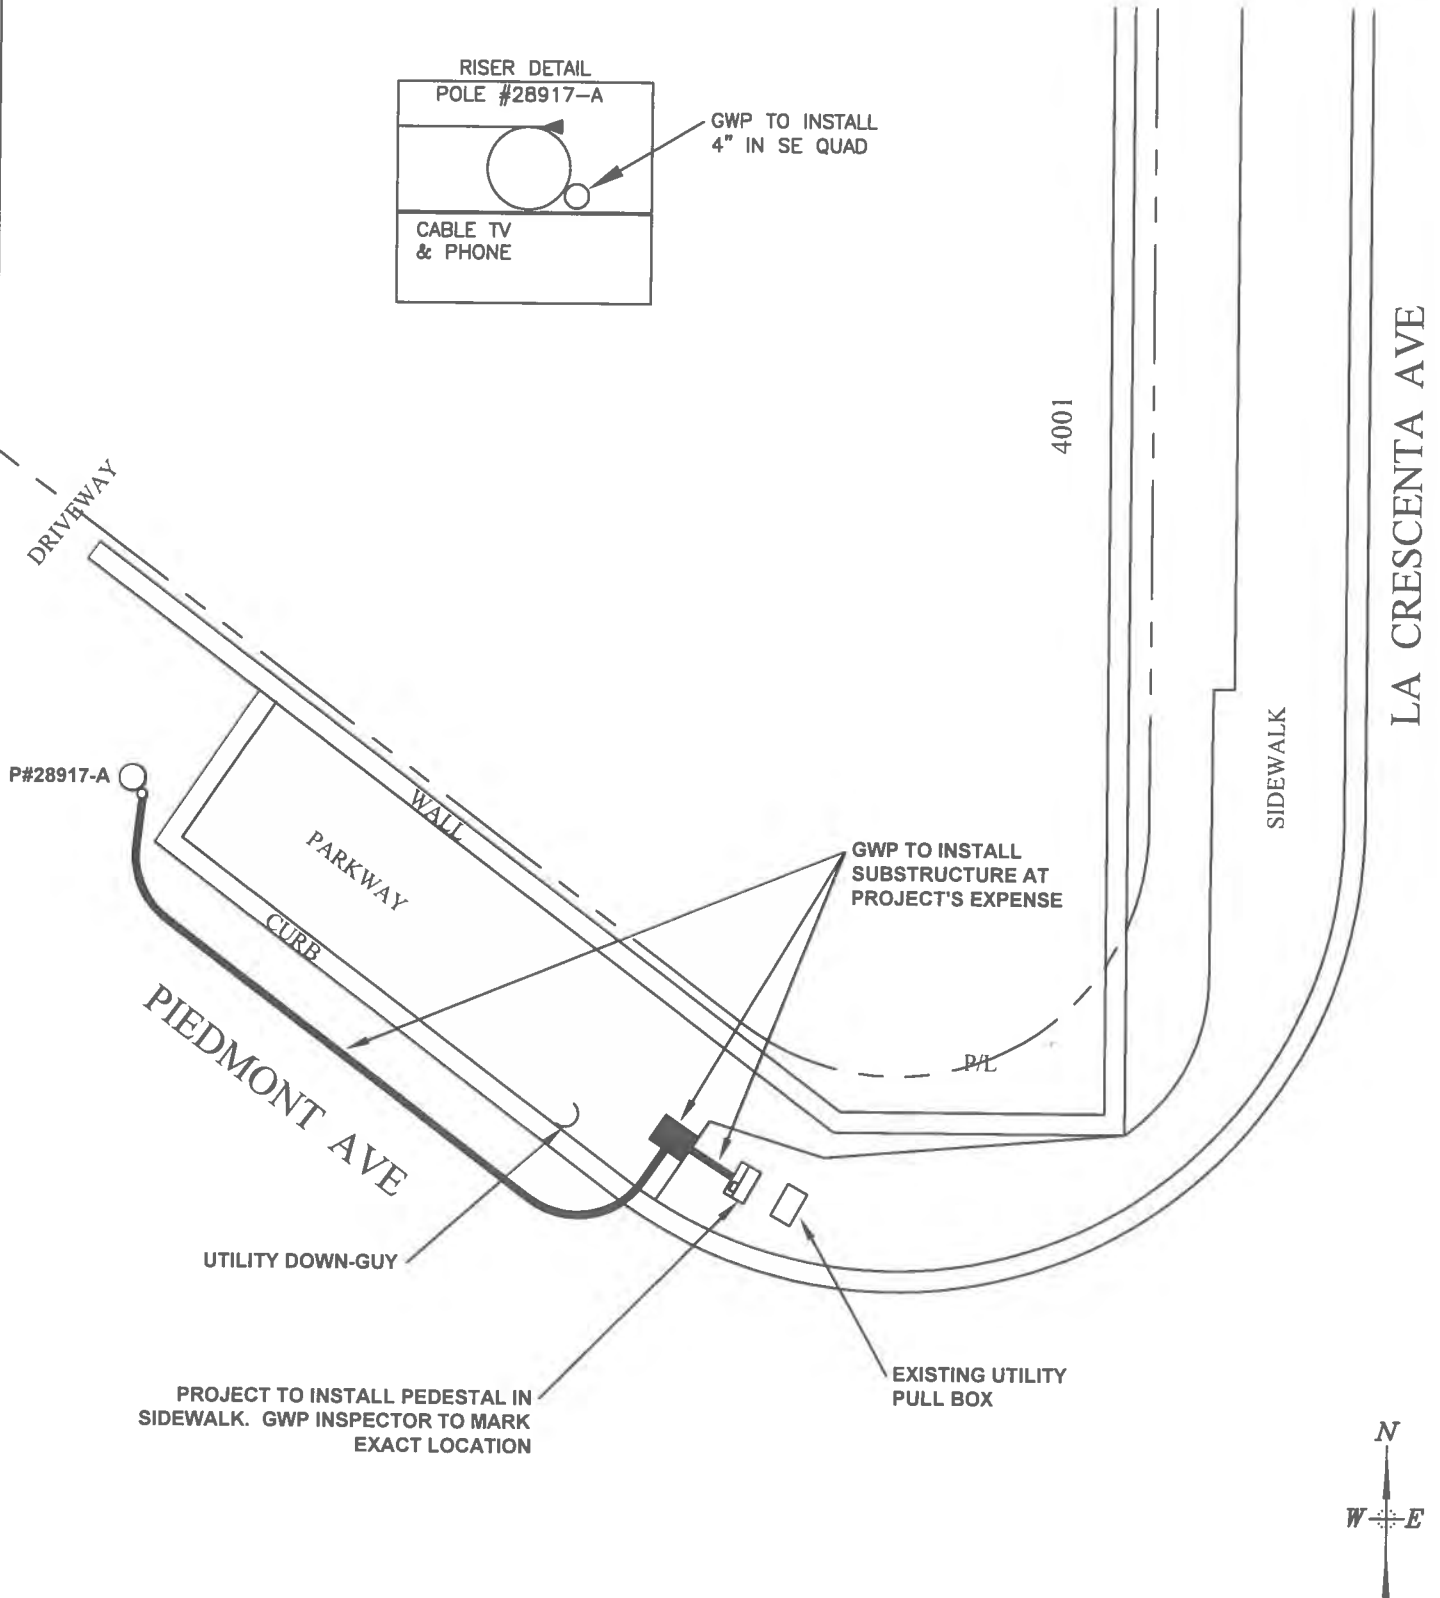 RISER DETAIL
POLE #28917-A
GWP TO INSTALL
4" IN SE QUAD
CABLE TV
& PHONE
LA CRESCENTA AVE
4001
DRIVEWAY
SIDEWALK
P#28917-A
WALL
PARKWAY
CURB
GWP TO INSTALL
SUBSTRUCTURE AT
PROJECT'S EXPENSE
PIEDMONT AVE
P/L
UTILITY DOWN-GUY
EXISTING UTILITY
PULL BOX
PROJECT TO INSTALL PEDESTAL IN
SIDEWALK. GWP INSPECTOR TO MARK
EXACT LOCATION
N
W E